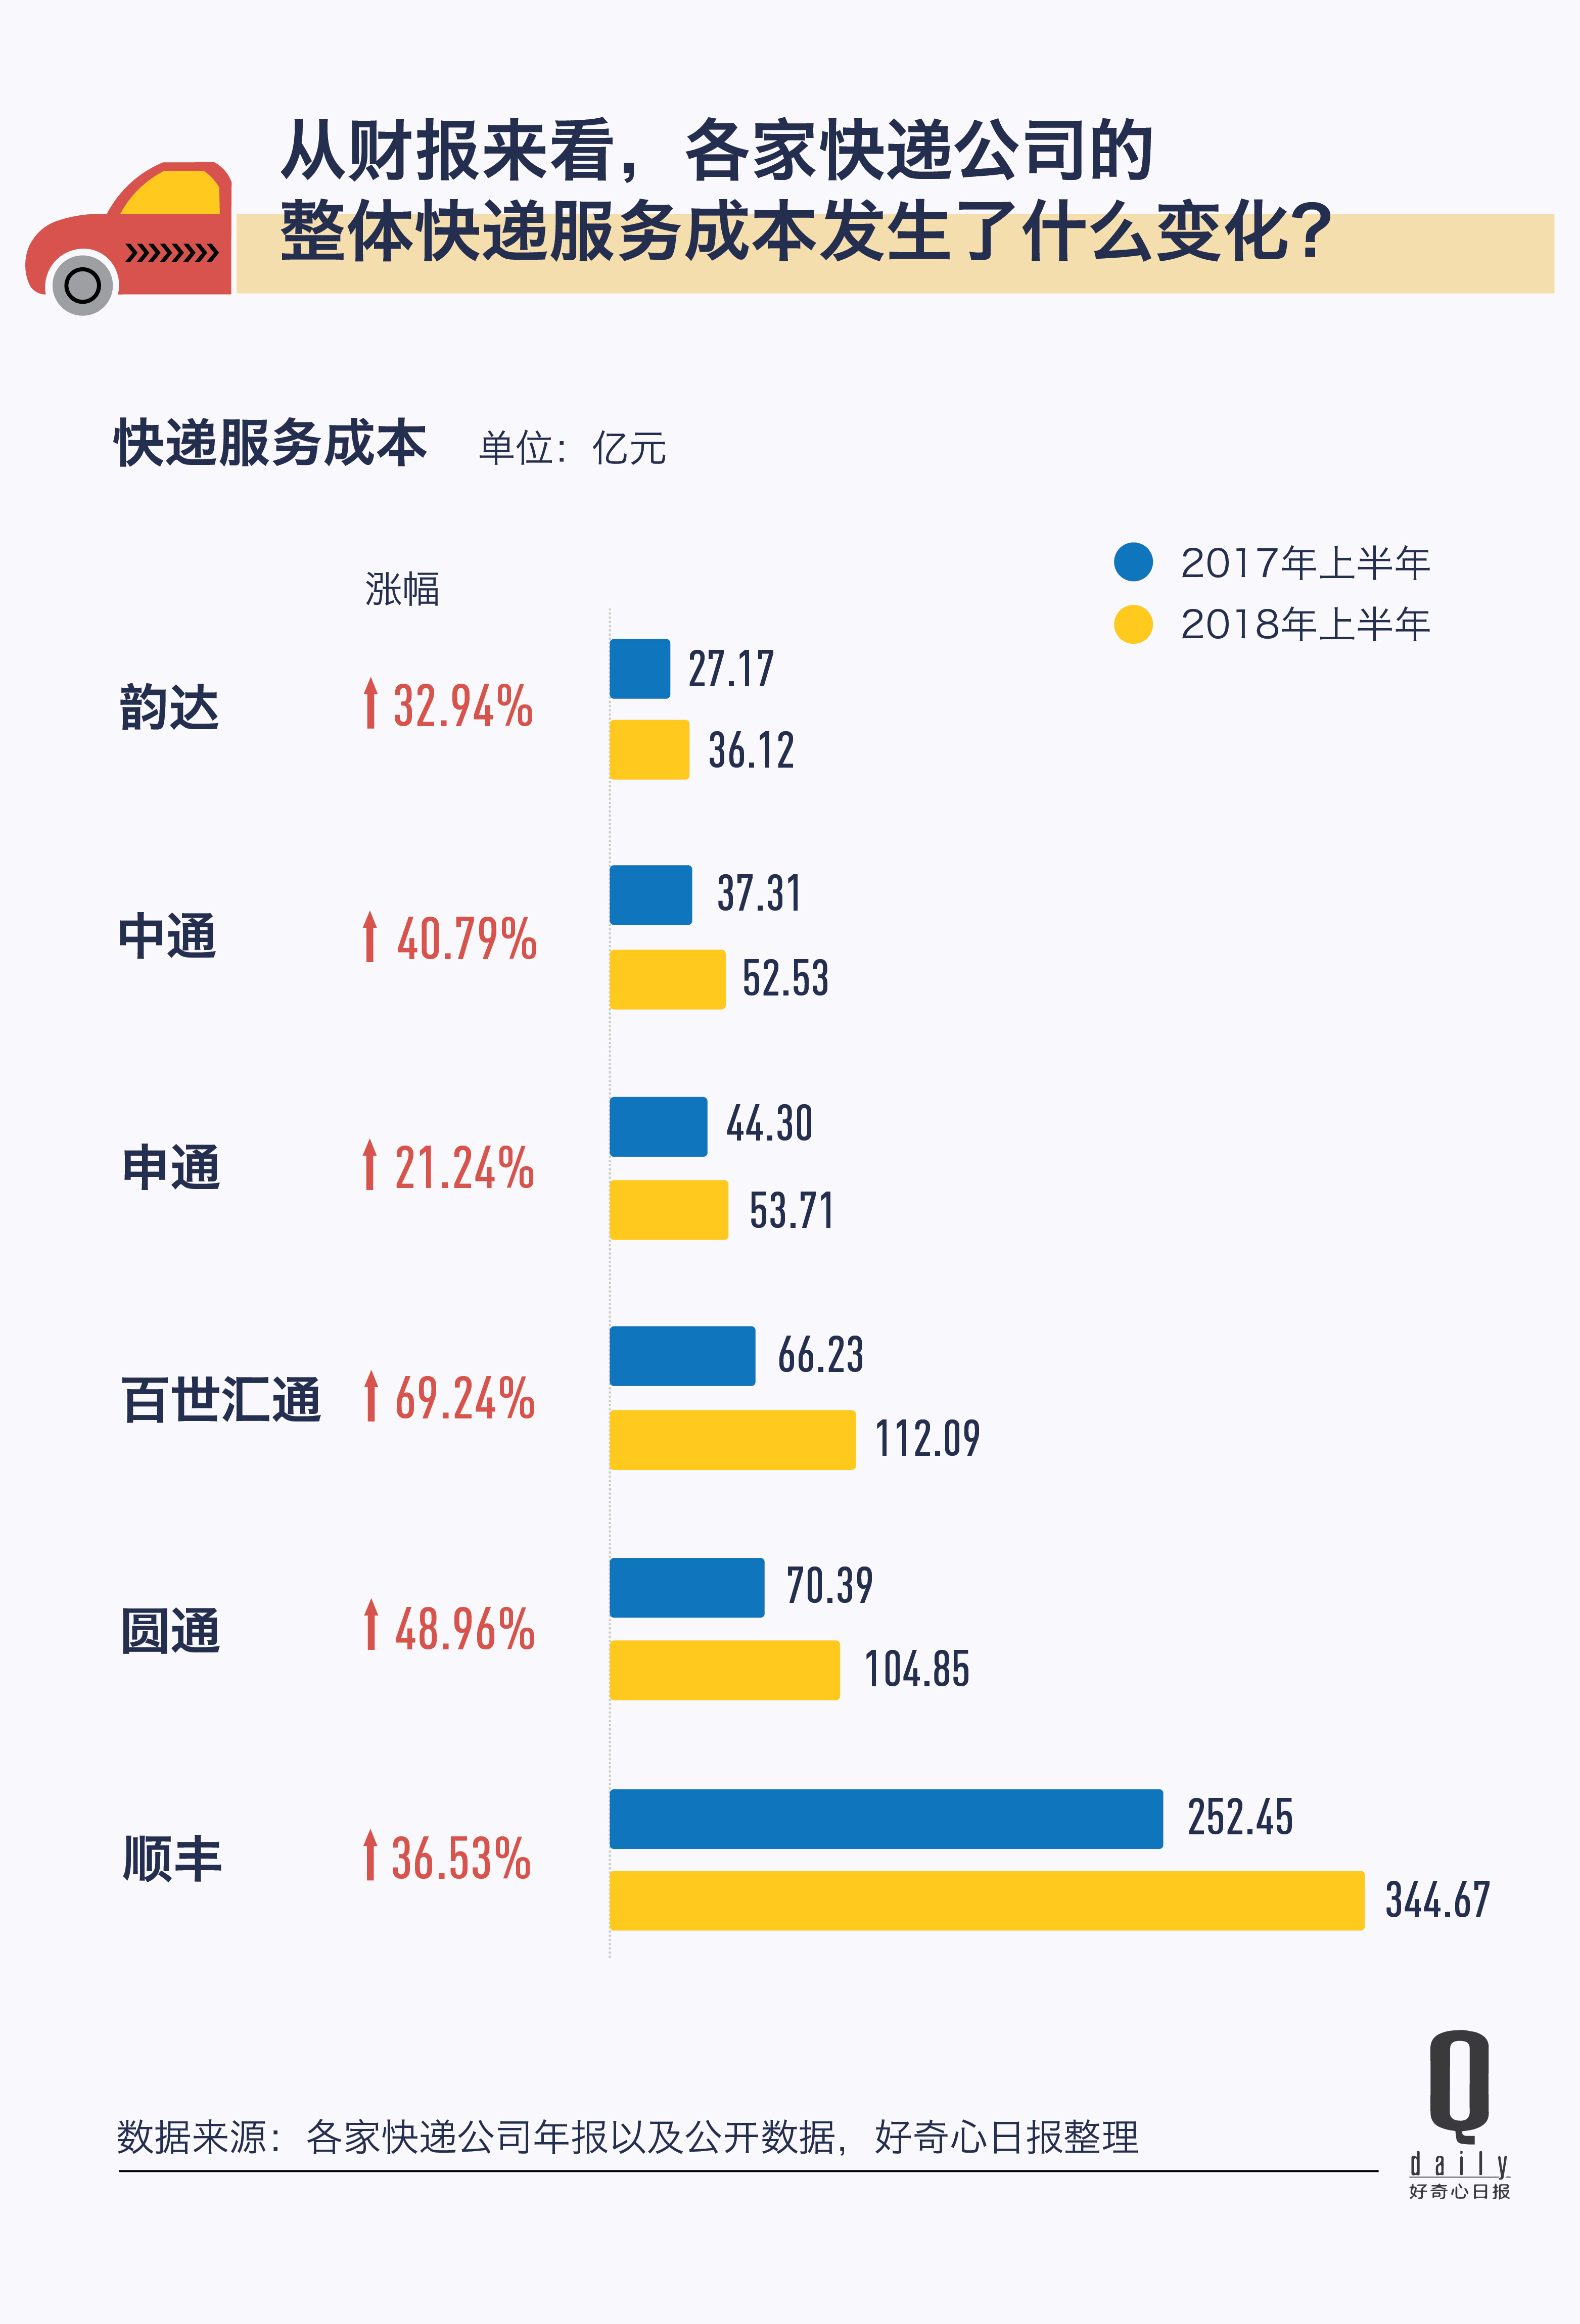 从财报来看，各家快递公司的
整体快递服务成本发生了什么变化？
快递服务成本 单位：亿元
2017年上半年
2018年上半年
涨幅
韵达 32.94% 27.17
36.12
中通 40.79% 37.31
52.53
申通 21.24% 44.30
53.71
百世汇通 69.24% 66.23
112.09
圆通 48.96% 70.39
104.85
顺丰 36.53% 252.45
344.67
数据来源：各家快递公司年报以及公开数据，好奇心日报整理
Q
daily
好奇心日报